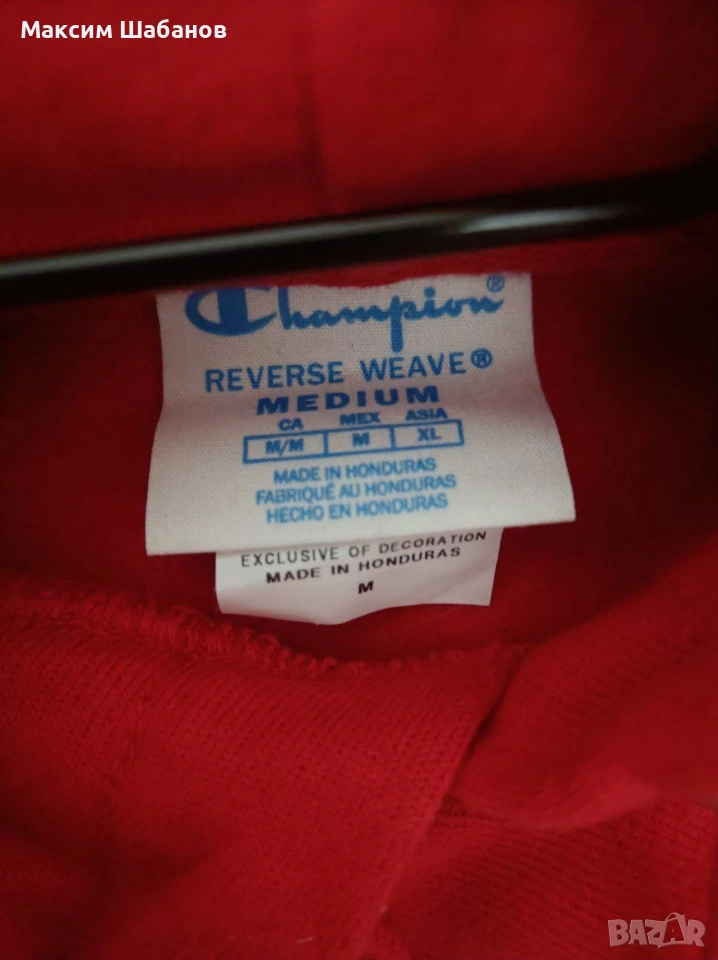 Максим Шабанов
Champion®
REVERSE WEAVE®
MEDIUM
CA MEX ASIA
M/M M XL
MADE IN HONDURAS
FABRIQUÉ AU HONDURAS
HECHO EN HONDURAS
EXCLUSIVE OF DECORATION
MADE IN HONDURAS
M
BAZAR